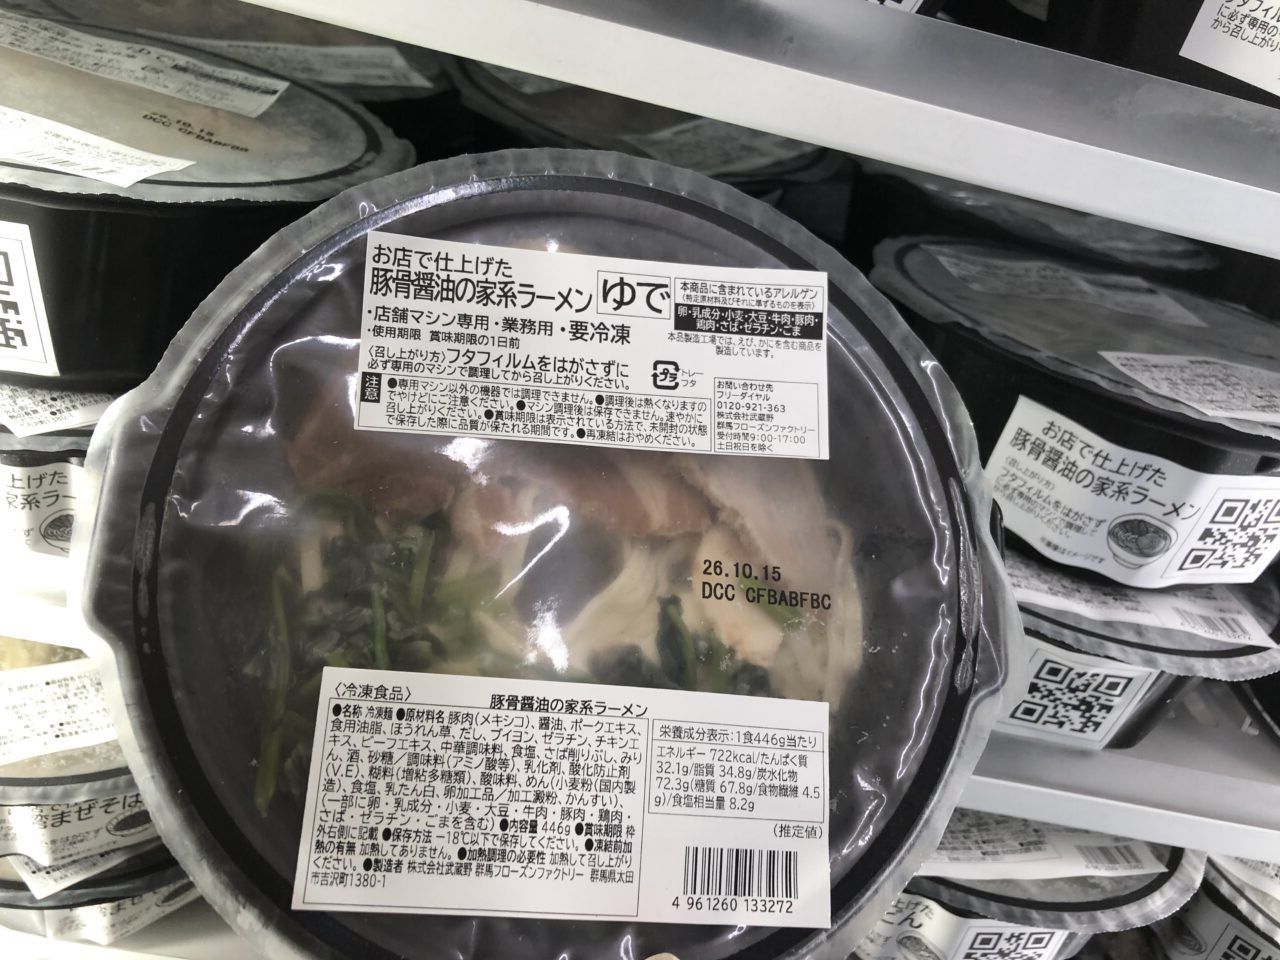 お店で仕上げた
豚骨醤油の家系ラーメン
ゆで
・店舗マシン専用・業務用・要冷凍
・使用期限 賞味期限の1日前
〈召し上がり方〉フタフィルムをはがさずに
必ず専用のマシンで調理してから召し上がりください。
プラ
トレー
フタ
本商品に含まれているアレルゲン
(特定原材料及びそれに準ずるものを表示)
卵・乳成分・小麦・大豆・牛肉・豚肉・
鶏肉・さば・ゼラチン・ごま
本品製造工場では、えび、かにを含む商品を
製造しています。
注意
●専用マシン以外の機器では調理できません。●調理後は熱くなりますの
でやけどにご注意ください。●マシン調理後は保存できません。速やかに
召し上がりください。●賞味期限は表示されている方法で、未開封の状態
で保存した際に品質が保たれる期間です。●再凍結はおやめください。
お問い合わせ先
フリーダイヤル
0120-921-363
株式会社武蔵野
群馬フローズンファクトリー
受付時間9:00-17:00
土日祝日を除く
26.10.15
DCC CFBABFBC
〈冷凍食品〉
豚骨醤油の家系ラーメン
●名称 冷凍麺 ●原材料名 豚肉(メキシコ)、醤油、ポークエキス、
食用油脂、ほうれん草、だし、ブイヨン、ゼラチン、チキンエ
キス、ビーフエキス、中華調味料、食塩、さば削りぶし、みり
ん、酒、砂糖/調味料(アミノ酸等)、乳化剤、酸化防止剤
(V.E)、糊料(増粘多糖類)、酸味料、めん(小麦粉(国内製
造)、食塩、乳たん白、卵加工品/加工澱粉、かんすい)、
(一部に卵・乳成分・小麦・大豆・牛肉・豚肉・鶏肉・
さば・ゼラチン・ごまを含む) ●内容量 446g ●賞味期限 枠
外右側に記載 ●保存方法 −18℃以下で保存してください。●凍結前加
熱の有無 加熱してありません。●加熱調理の必要性 加熱して召し上がり
ください。●製造者 株式会社武蔵野 群馬フローズンファクトリー 群馬県太田
市吉沢町1380-1
栄養成分表示:1食446g当たり
エネルギー722kcal/たんぱく質
32.1g/脂質 34.8g/炭水化物
72.3g(糖質 67.8g/食物繊維 4.5
g)/食塩相当量 8.2g
(推定値)
4 961260 133272
10.15
DCC CFBABFBB
お店で仕上げた
豚骨醤油の家系ラーメン
〈召し上がり方〉
フタフィルムをはがさず